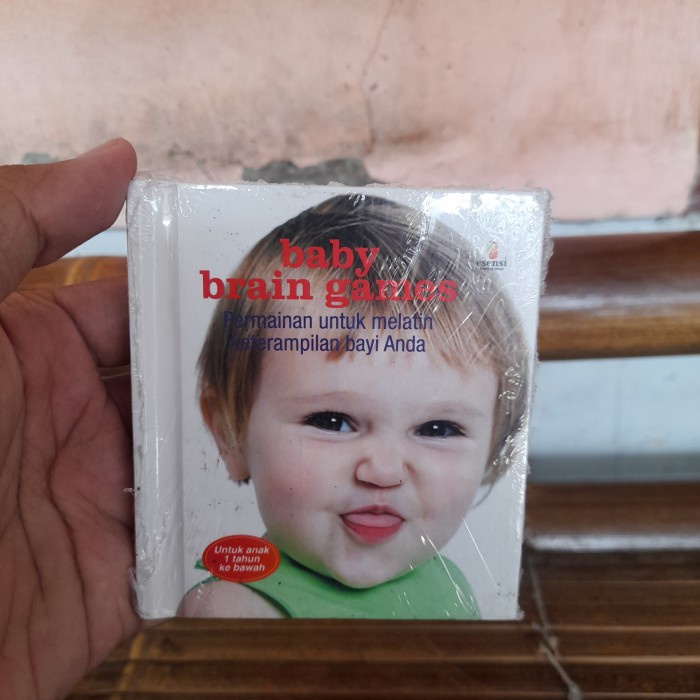 baby
brain games
esensi
Permainan untuk melatih
keterampilan bayi Anda
Untuk anak
1 tahun
ke bawah